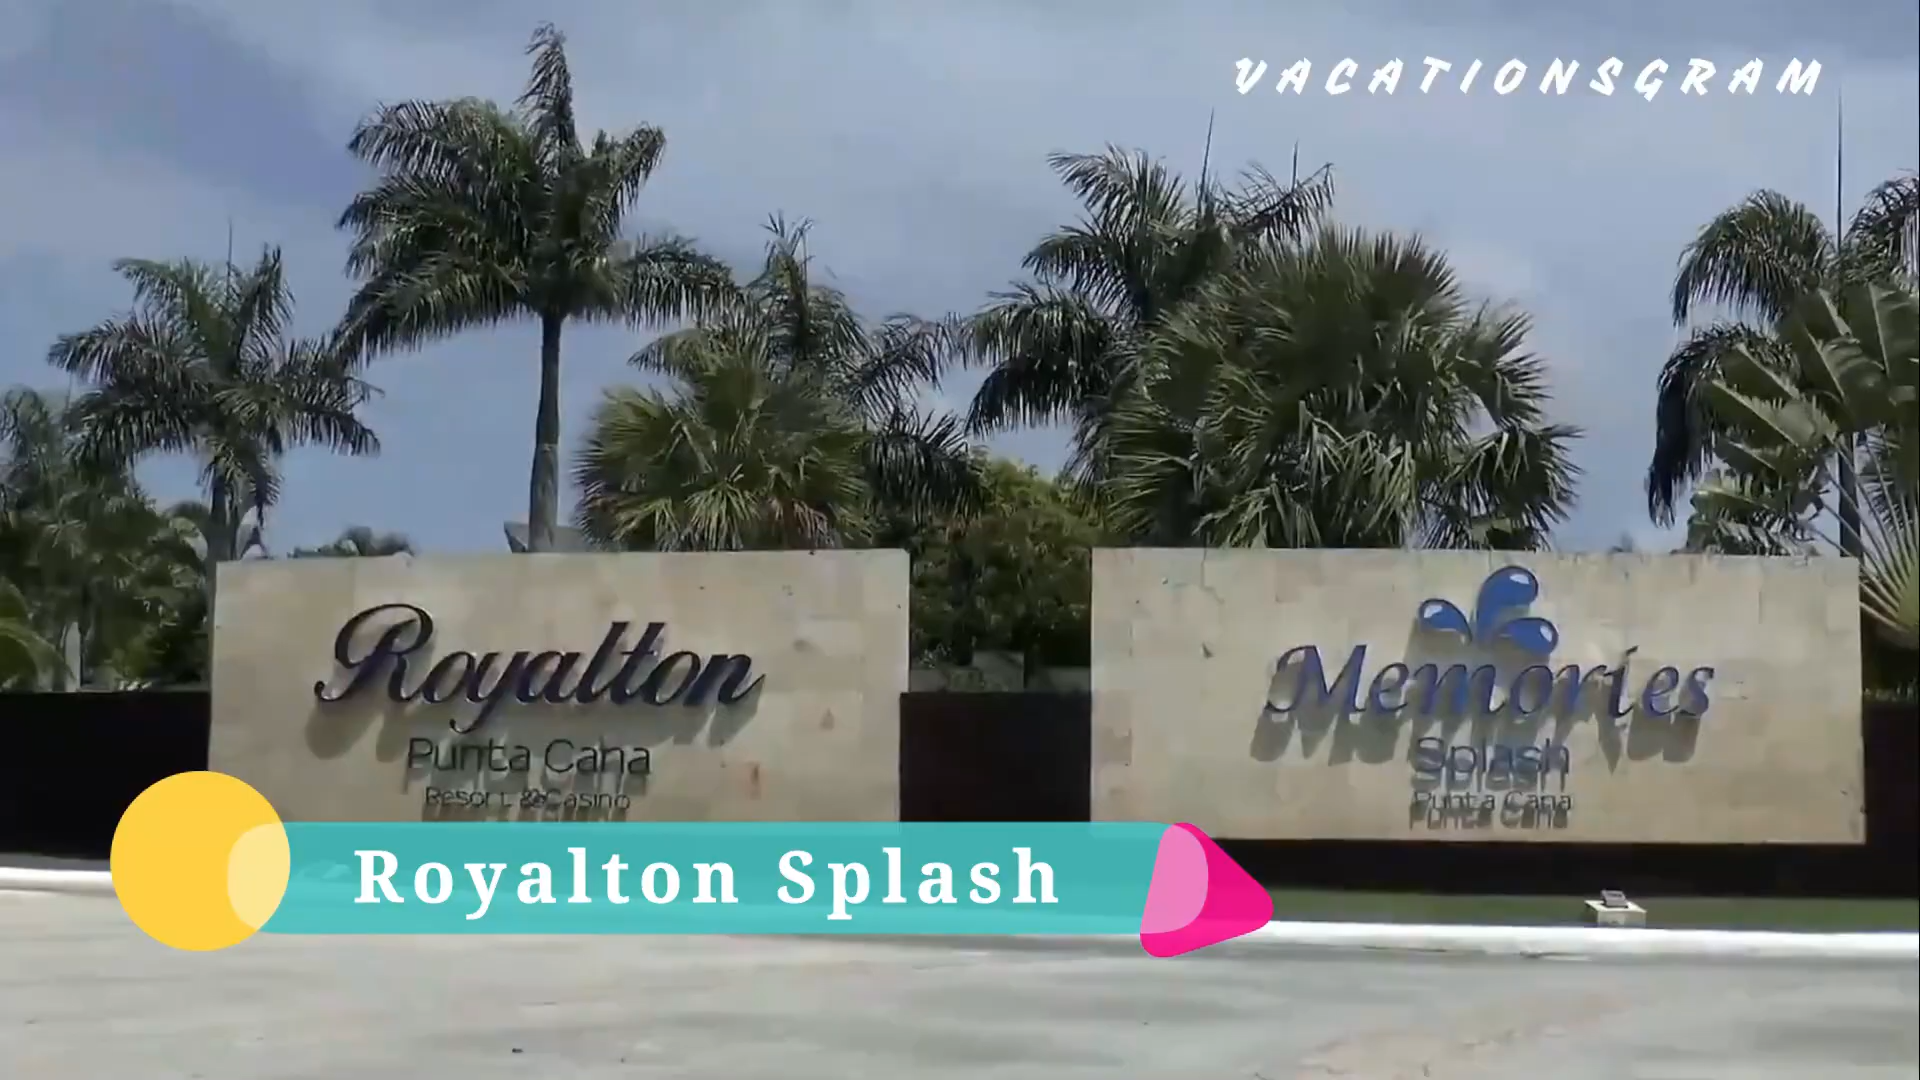 VACATIONSGRAM
Royalton
Punta Cana
Resort & Casino
Memories
Splash
Punta Cana
Royalton Splash